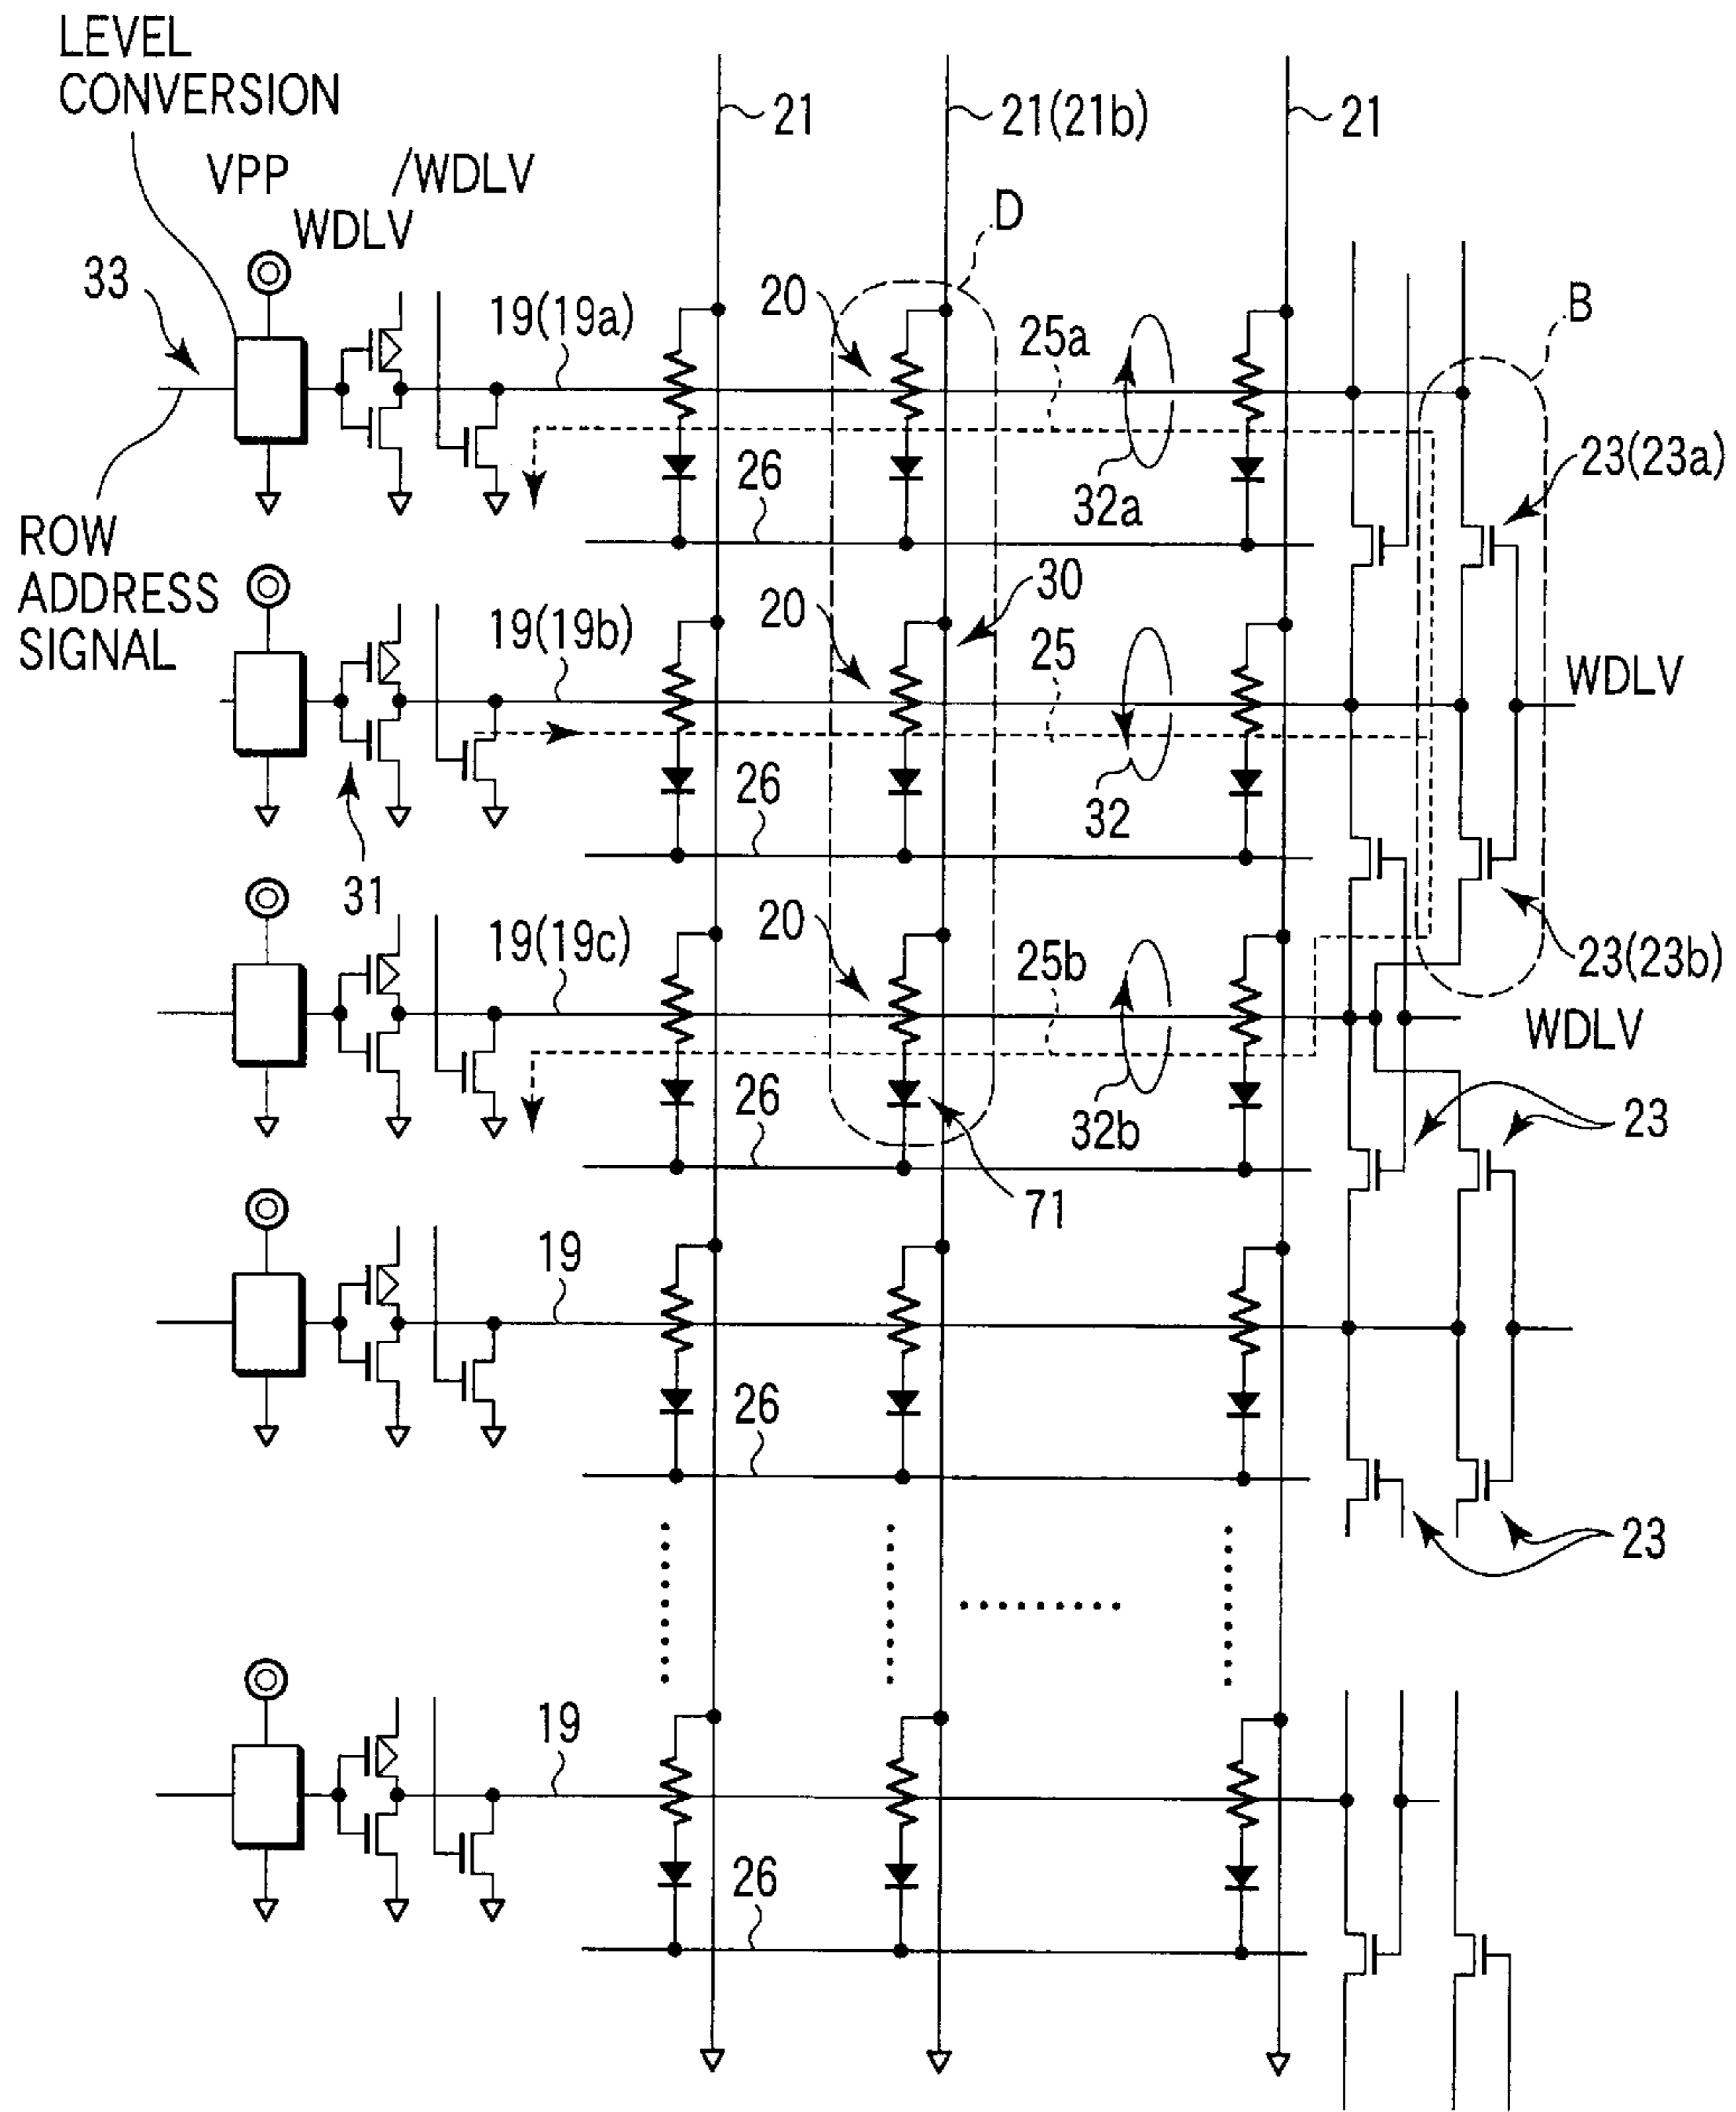 LEVEL
CONVERSION
VPP
/WDLV
WDLV
21
21(21b)
21
D
33
19(19a)
20
25a
B
26
32a
23(23a)
ROW
ADDRESS
SIGNAL
19(19b)
20
30
25
WDLV
26
32
31
19(19c)
20
25b
23(23b)
WDLV
26
32b
23
71
19
26
23
19
26